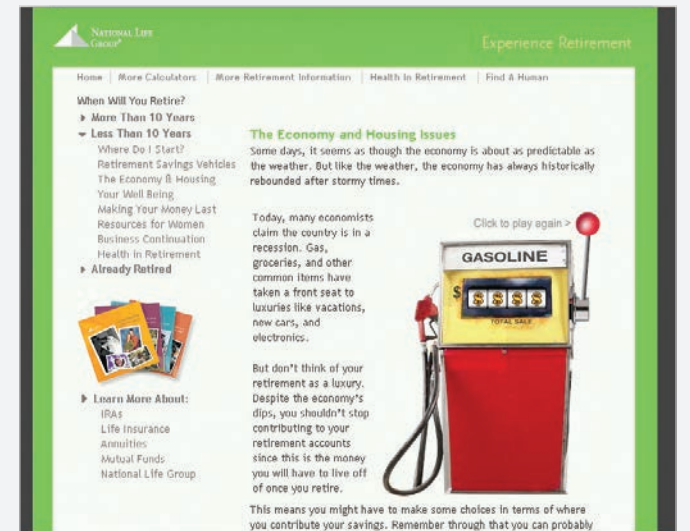 NATIONAL LIFE
GROUP®
Experience Retirement
Home | More Calculators | More Retirement Information | Health In Retirement | Find A Human
When Will You Retire?
More Than 10 Years
Less Than 10 Years
Where Do I Start?
Retirement Savings Vehicles
The Economy & Housing
Your Well Being
Making Your Money Last
Resources for Women
Business Continuation
Health in Retirement
Already Retired
Learn More About:
IRAs
Life Insurance
Annuities
Mutual Funds
National Life Group
The Economy and Housing Issues
Some days, it seems as though the economy is about as predictable as
the weather. But like the weather, the economy has always historically
rebounded after stormy times.
Today, many economists
claim the country is in a
recession. Gas,
groceries, and other
common items have
taken a front seat to
luxuries like vacations,
new cars, and
electronics.
Click to play again >
GASOLINE
$ $ $ $ $
TOTAL SALE
But don't think of your
retirement as a luxury.
Despite the economy's
dips, you shouldn't stop
contributing to your
retirement accounts
since this is the money
you will have to live off
of once you retire.
This means you might have to make some choices in terms of where
you contribute your savings. Remember through that you can probably